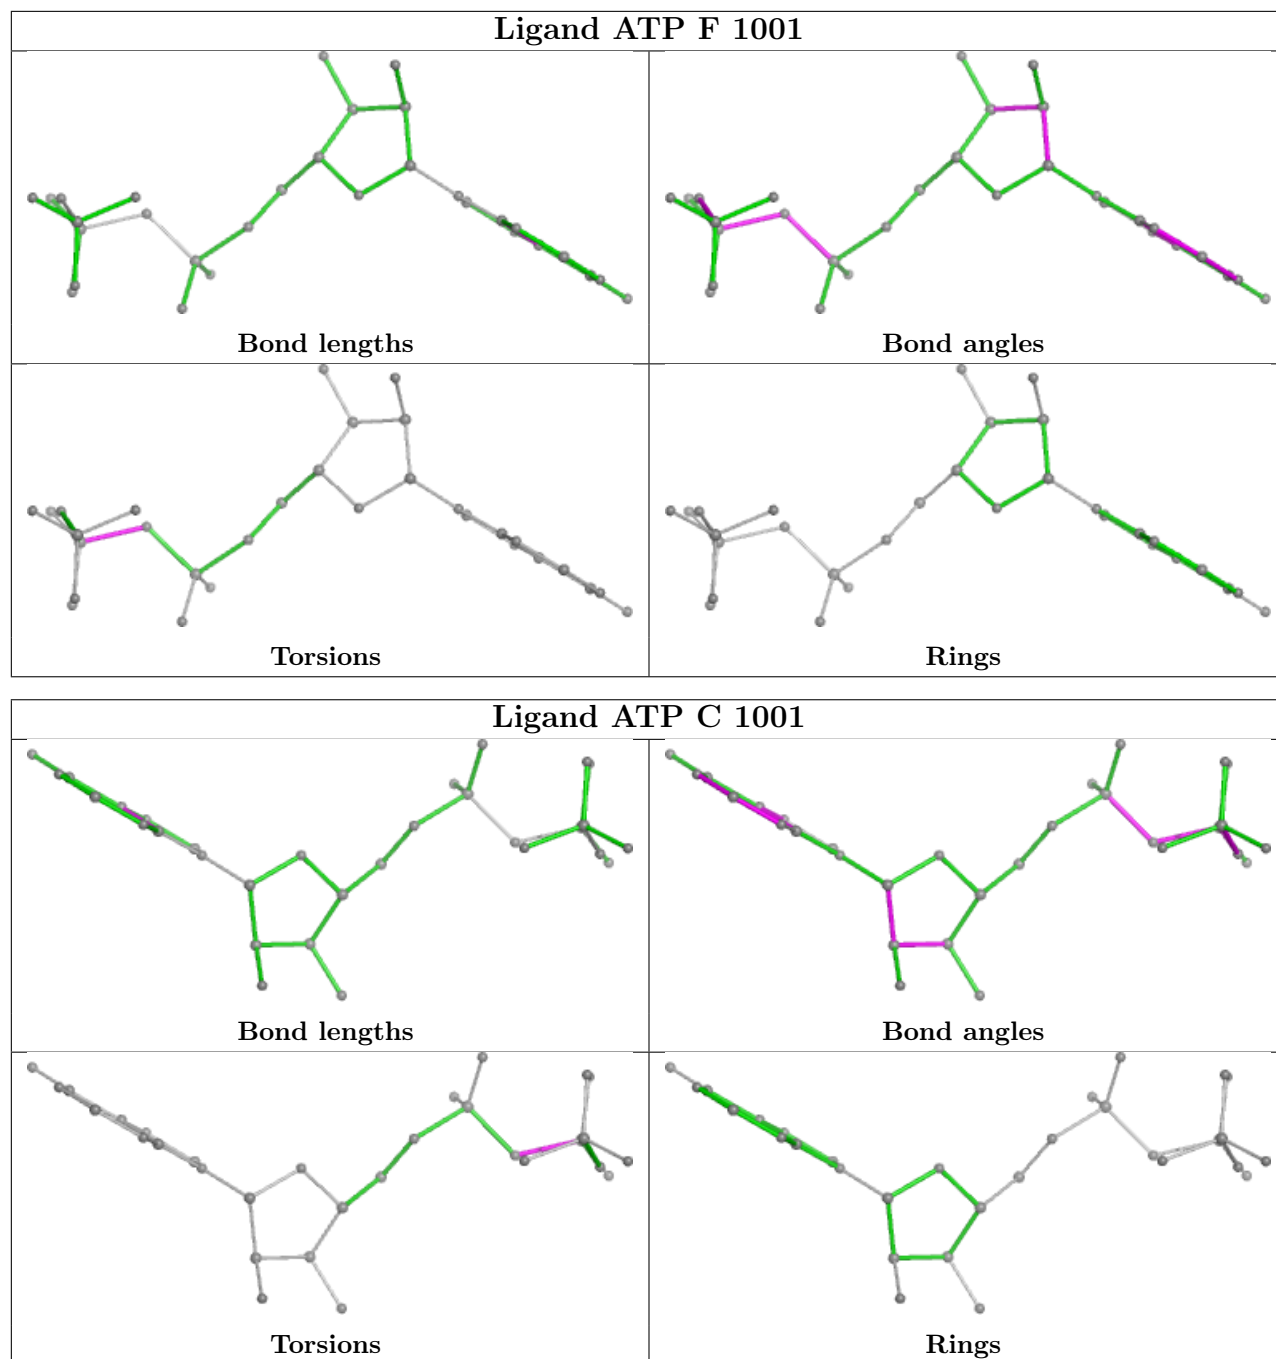 Ligand ATP F 1001
Bond lengths
Bond angles
Torsions
Rings
Ligand ATP C 1001
Bond lengths
Bond angles
Torsions
Rings